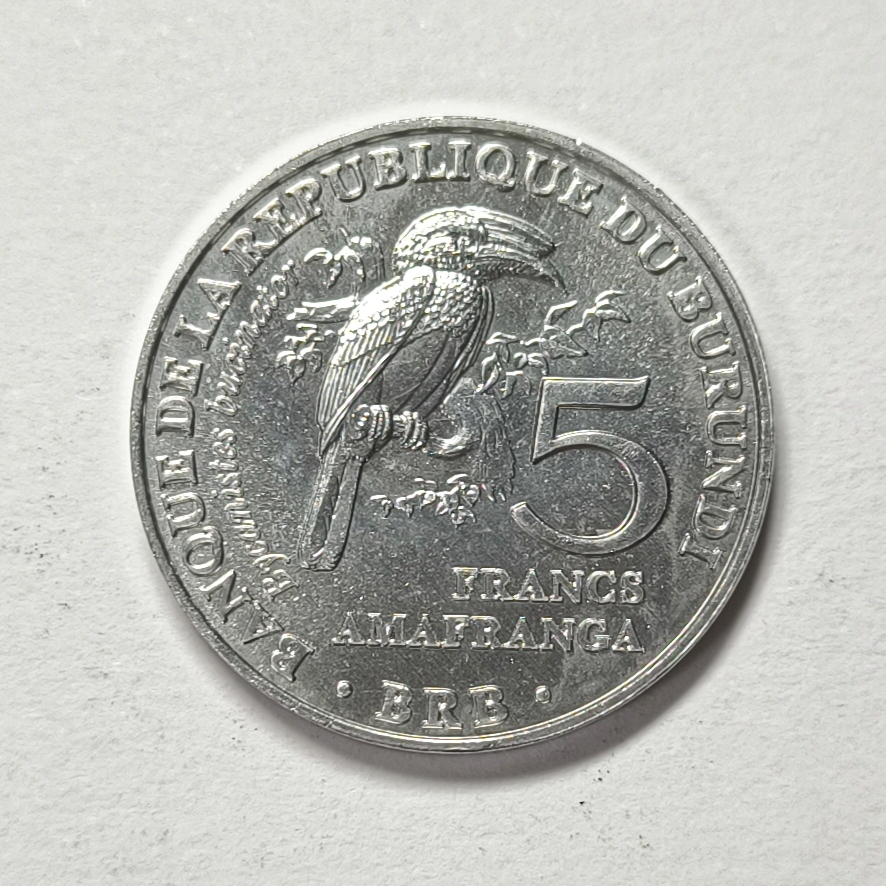 BANQUE DE LA REPUBLIQUE DU BURUNDI
Bycanistes bucinator
5
FRANCS
AMAFRANGA
· BRB ·